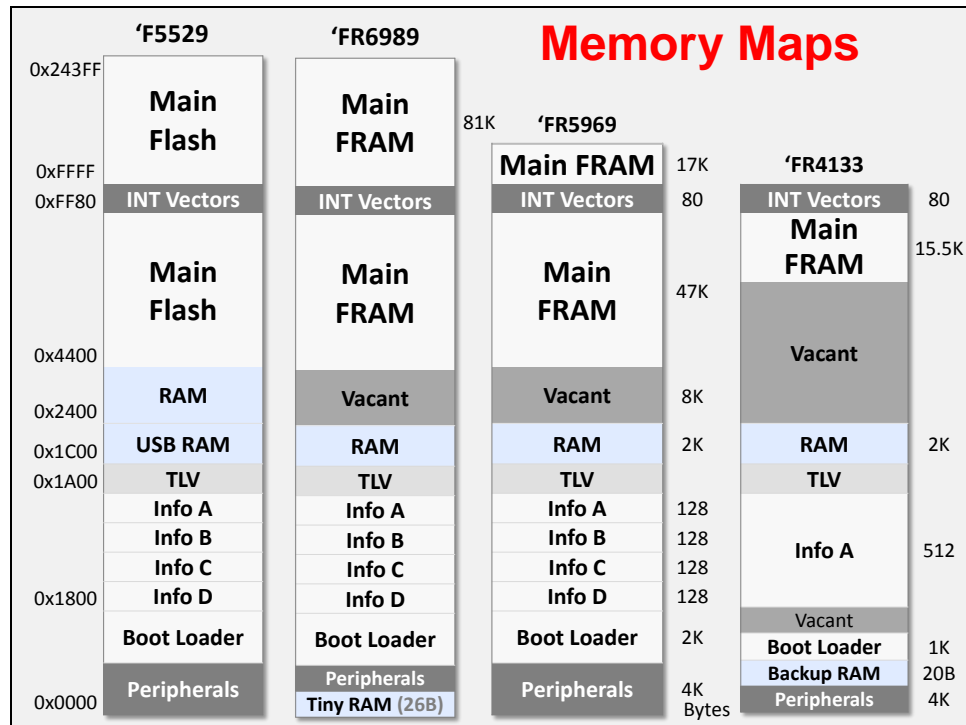 Memory Maps
‘F5529
0x243FF
Main
Flash
0xFFFF
0xFF80
INT Vectors
Main
Flash
0x4400
RAM
0x2400
USB RAM
0x1C00
TLV
0x1A00
Info A
Info B
Info C
Info D
0x1800
Boot Loader
Peripherals
0x0000
‘FR6989
Main
FRAM
81K
INT Vectors
Main
FRAM
Vacant
RAM
TLV
Info A
Info B
Info C
Info D
Boot Loader
Peripherals
Tiny RAM (26B)
‘FR5969
Main FRAM 17K
INT Vectors 80
Main
FRAM
47K
Vacant 8K
RAM 2K
TLV
Info A 128
Info B 128
Info C 128
Info D 128
Boot Loader 2K
Peripherals 4K
Bytes
‘FR4133
INT Vectors 80
Main
FRAM
15.5K
Vacant
RAM 2K
TLV
Info A 512
Vacant
Boot Loader 1K
Backup RAM 20B
Peripherals 4K